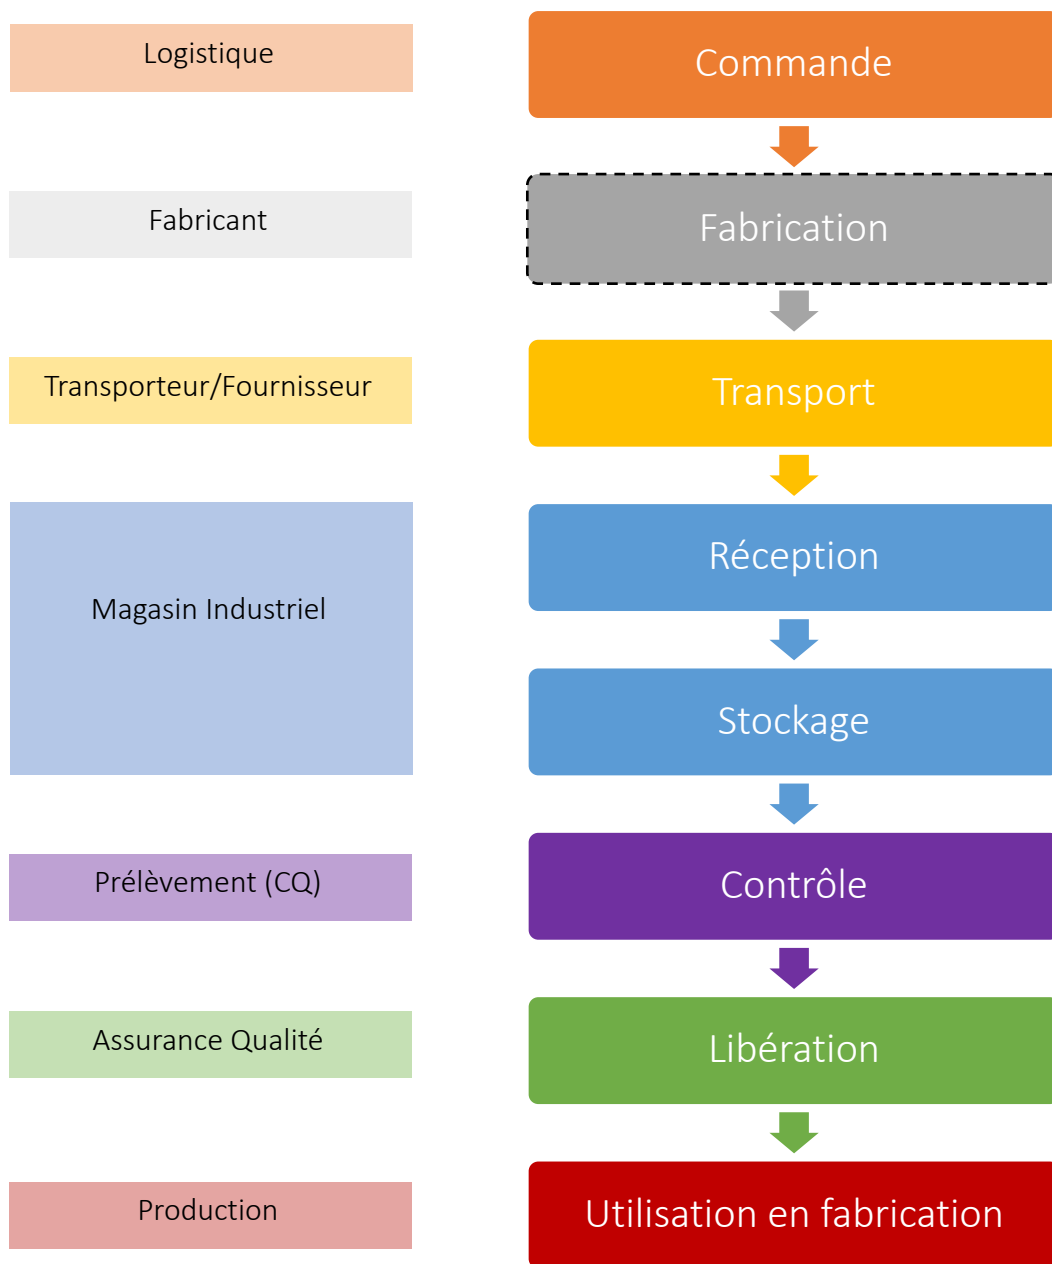 Logistique
Commande
Fabricant
Fabrication
Transporteur/Fournisseur
Transport
Réception
Magasin Industriel
Stockage
Prélèvement (CQ)
Contrôle
Assurance Qualité
Libération
Production
Utilisation en fabrication